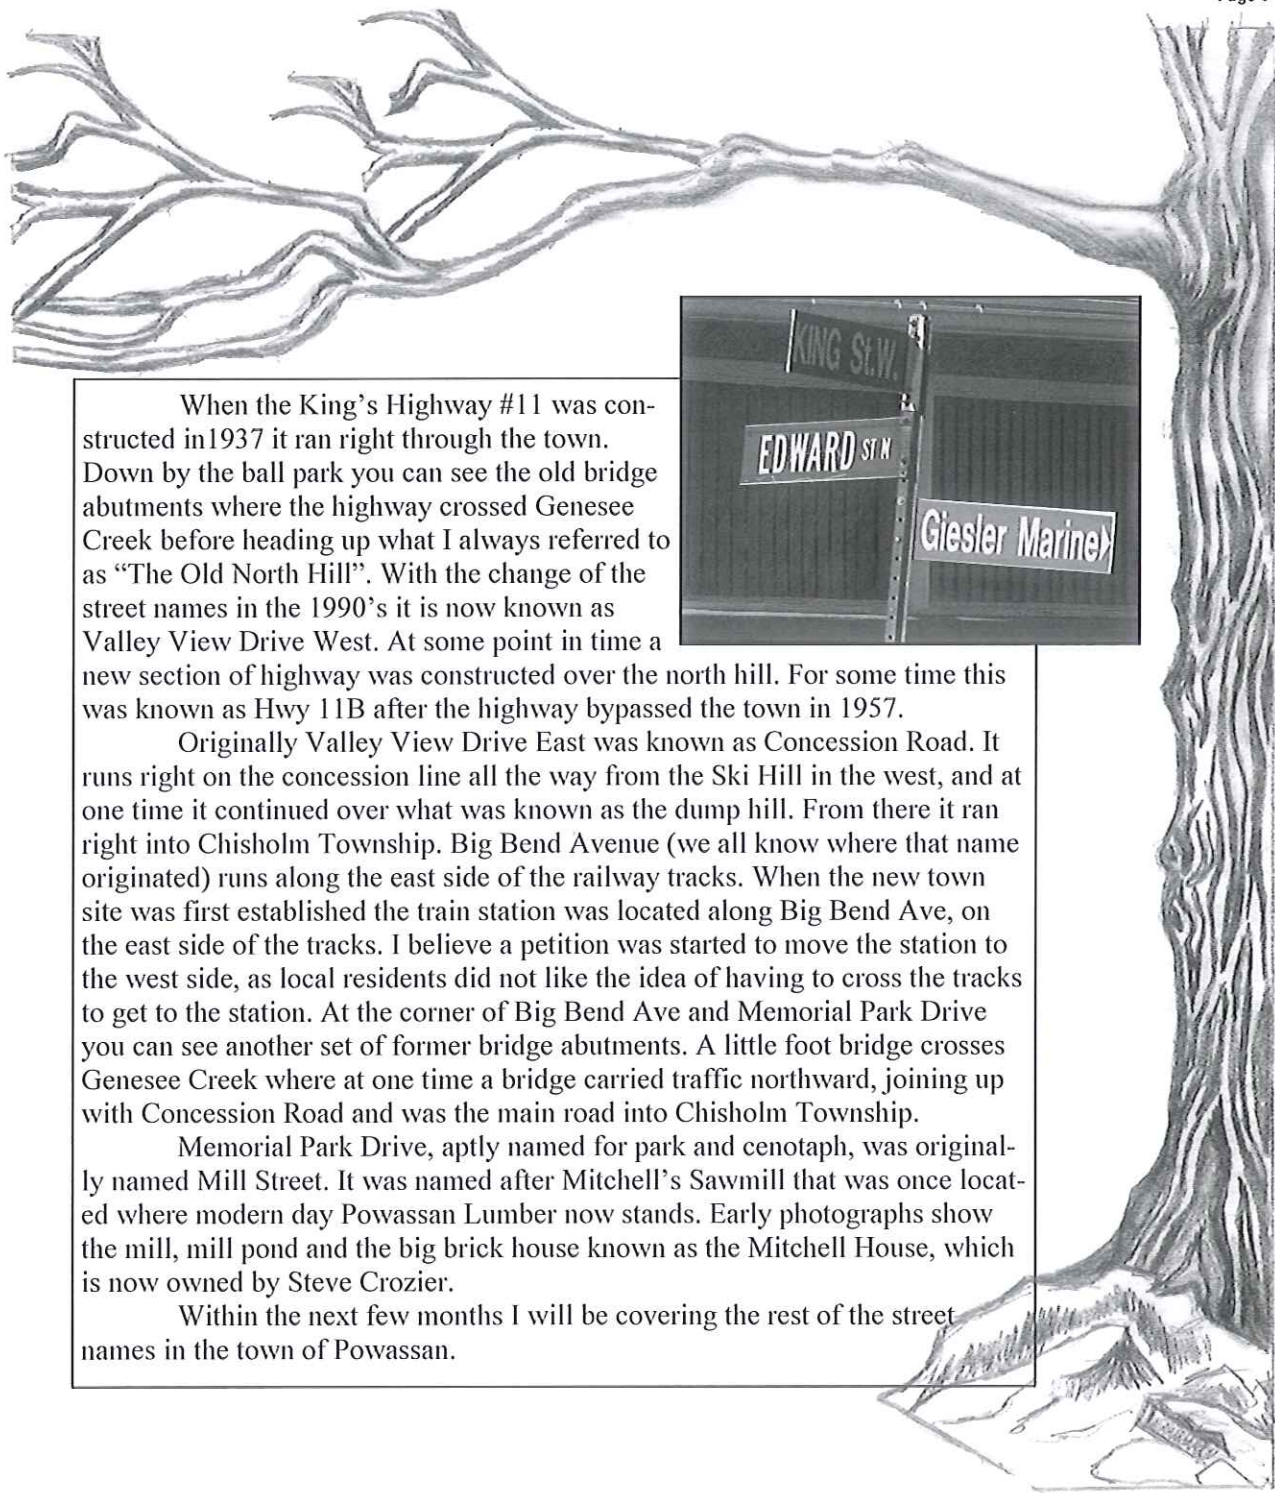 KING St.W.
EDWARD ST N
Giesler Marine
When the King's Highway #11 was con-
structed in1937 it ran right through the town.
Down by the ball park you can see the old bridge
abutments where the highway crossed Genesee
Creek before heading up what I always referred to
as “The Old North Hill”. With the change of the
street names in the 1990's it is now known as
Valley View Drive West. At some point in time a
new section of highway was constructed over the north hill. For some time this
was known as Hwy 11B after the highway bypassed the town in 1957.
Originally Valley View Drive East was known as Concession Road. It
runs right on the concession line all the way from the Ski Hill in the west, and at
one time it continued over what was known as the dump hill. From there it ran
right into Chisholm Township. Big Bend Avenue (we all know where that name
originated) runs along the east side of the railway tracks. When the new town
site was first established the train station was located along Big Bend Ave, on
the east side of the tracks. I believe a petition was started to move the station to
the west side, as local residents did not like the idea of having to cross the tracks
to get to the station. At the corner of Big Bend Ave and Memorial Park Drive
you can see another set of former bridge abutments. A little foot bridge crosses
Genesee Creek where at one time a bridge carried traffic northward, joining up
with Concession Road and was the main road into Chisholm Township.
Memorial Park Drive, aptly named for park and cenotaph, was original-
ly named Mill Street. It was named after Mitchell's Sawmill that was once locat-
ed where modern day Powassan Lumber now stands. Early photographs show
the mill, mill pond and the big brick house known as the Mitchell House, which
is now owned by Steve Crozier.
Within the next few months I will be covering the rest of the street
names in the town of Powassan.